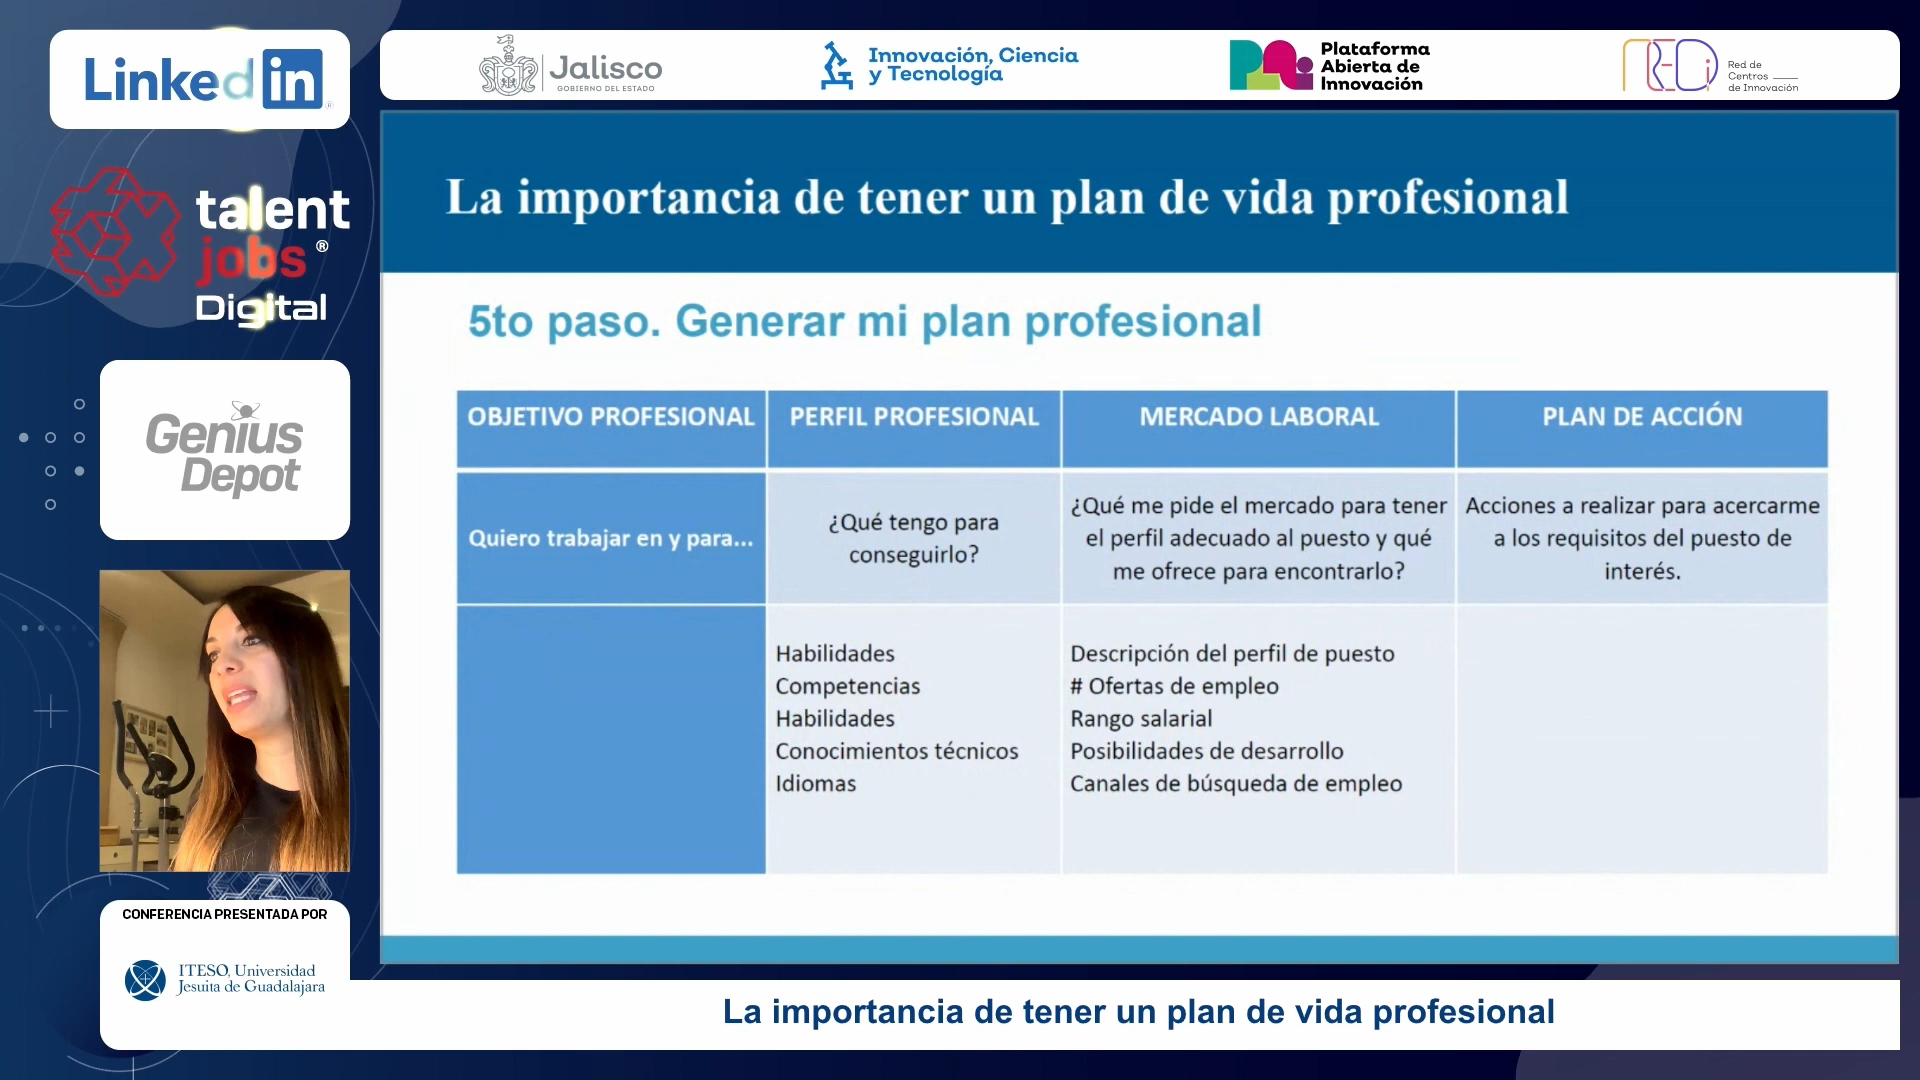 LinkedIn
Jalisco
GOBIERNO DEL ESTADO
Innovación, Ciencia
y Tecnología
Plataforma
Abierta de
Innovación
REDi
Red de
Centros
de Innovación
talent
jobs ®
Digital
Genius
Depot
CONFERENCIA PRESENTADA POR
ITESO, Universidad
Jesuita de Guadalajara
La importancia de tener un plan de vida profesional
5to paso. Generar mi plan profesional
OBJETIVO PROFESIONAL
PERFIL PROFESIONAL
MERCADO LABORAL
PLAN DE ACCIÓN
Quiero trabajar en y para...
¿Qué tengo para
conseguirlo?
¿Qué me pide el mercado para tener
el perfil adecuado al puesto y qué
me ofrece para encontrarlo?
Acciones a realizar para acercarme
a los requisitos del puesto de
interés.
Habilidades
Competencias
Habilidades
Conocimientos técnicos
Idiomas
Descripción del perfil de puesto
# Ofertas de empleo
Rango salarial
Posibilidades de desarrollo
Canales de búsqueda de empleo
La importancia de tener un plan de vida profesional